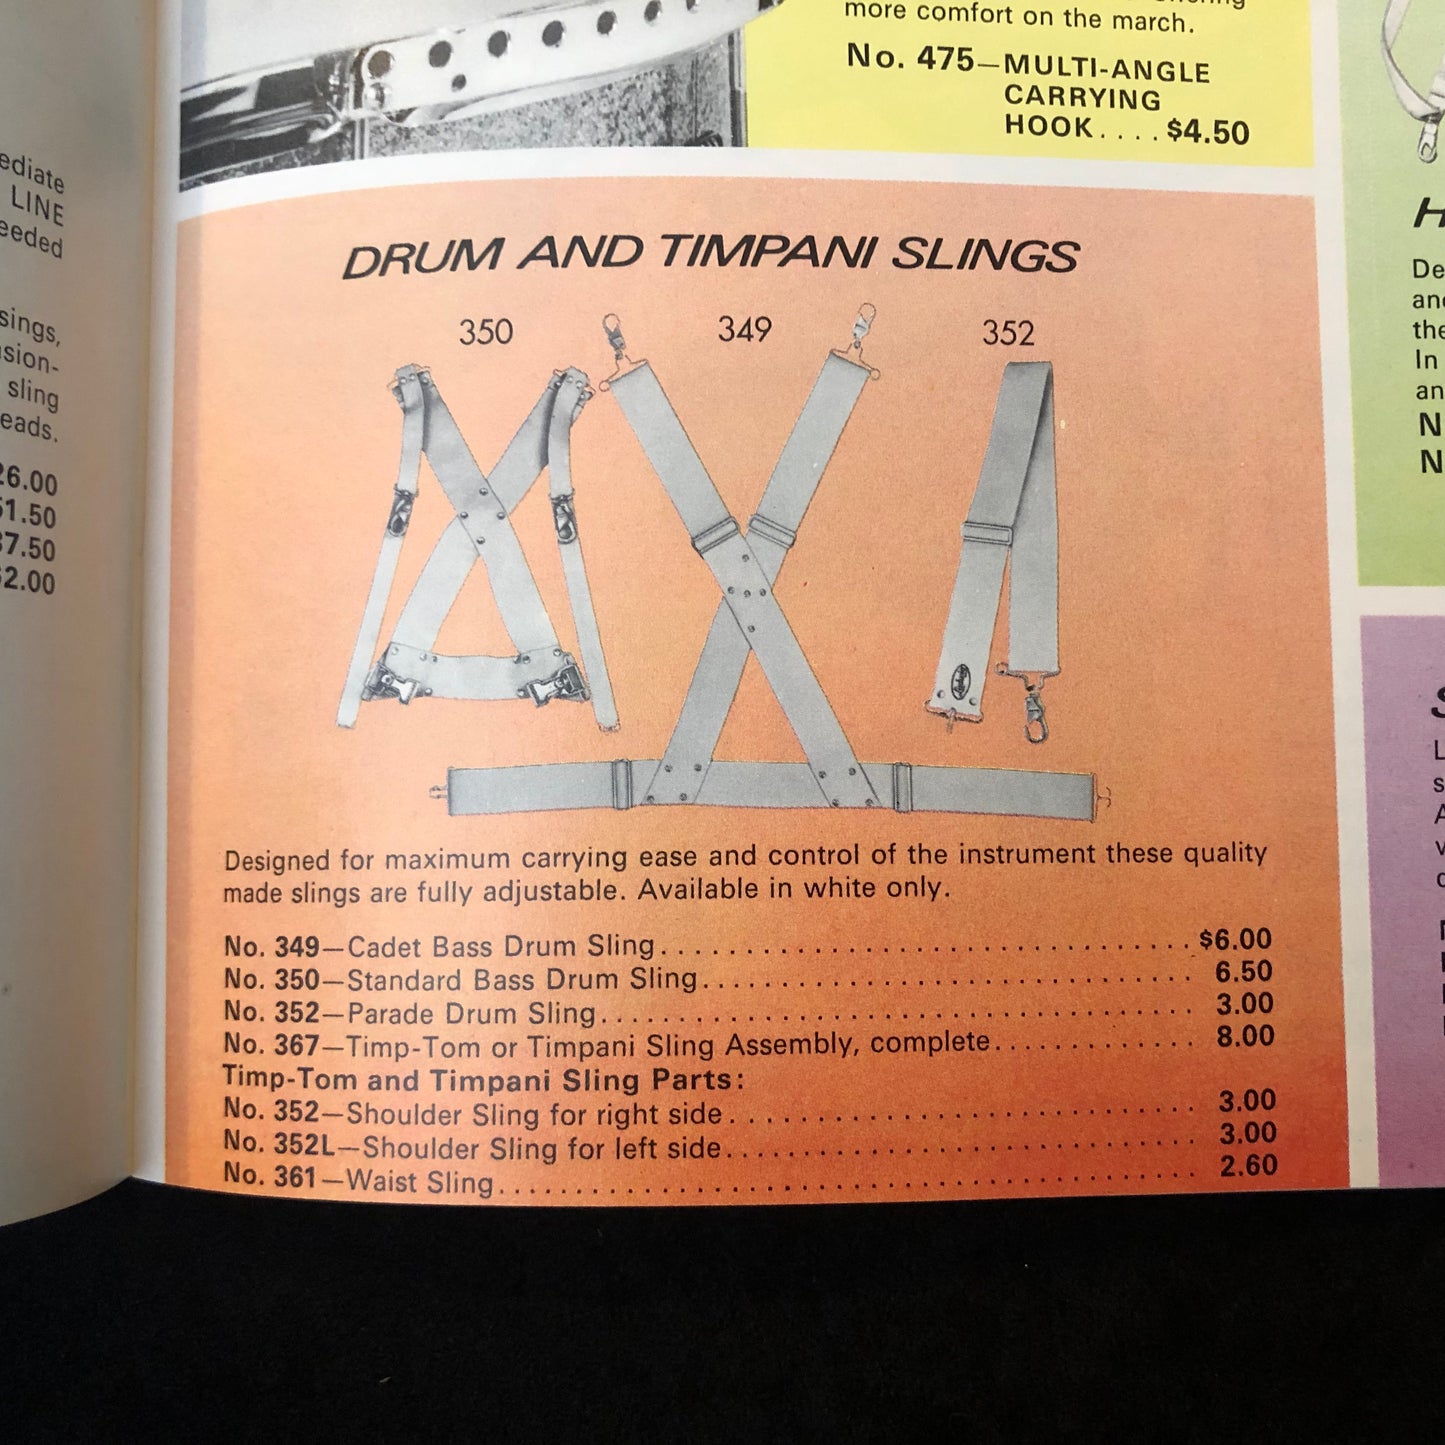 ediate
LINE
eeded
sings,
sion-
sling
eads.
26.00
51.50
37.50
62.00
more comfort on the march.
No. 475—MULTI-ANGLE
CARRYING
HOOK....$4.50
DRUM AND TIMPANI SLINGS
350
349
352
Designed for maximum carrying ease and control of the instrument these quality
made slings are fully adjustable. Available in white only.
No. 349—Cadet Bass Drum Sling........................................$6.00
No. 350—Standard Bass Drum Sling.....................................6.50
No. 352—Parade Drum Sling............................................3.00
No. 367—Timp-Tom or Timpani Sling Assembly, complete.............8.00
Timp-Tom and Timpani Sling Parts:
No. 352—Shoulder Sling for right side................................3.00
No. 352L—Shoulder Sling for left side................................3.00
No. 361—Waist Sling..................................................2.60
H
De
and
the
In
an
N
N
S
L
s
A
v